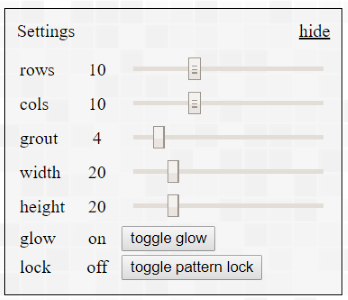 Settings hide
rows 10
cols 10
grout 4
width 20
height 20
glow on toggle glow
lock off toggle pattern lock